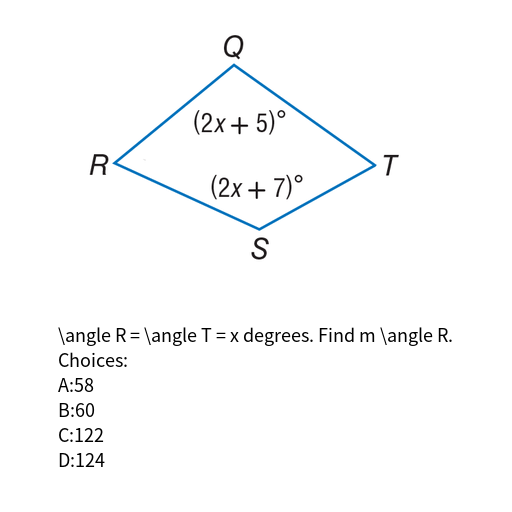 Q
(2x + 5)°
R
T
(2x + 7)°
S
\angle R = \angle T = x degrees. Find m \angle R.
Choices:
A:58
B:60
C:122
D:124